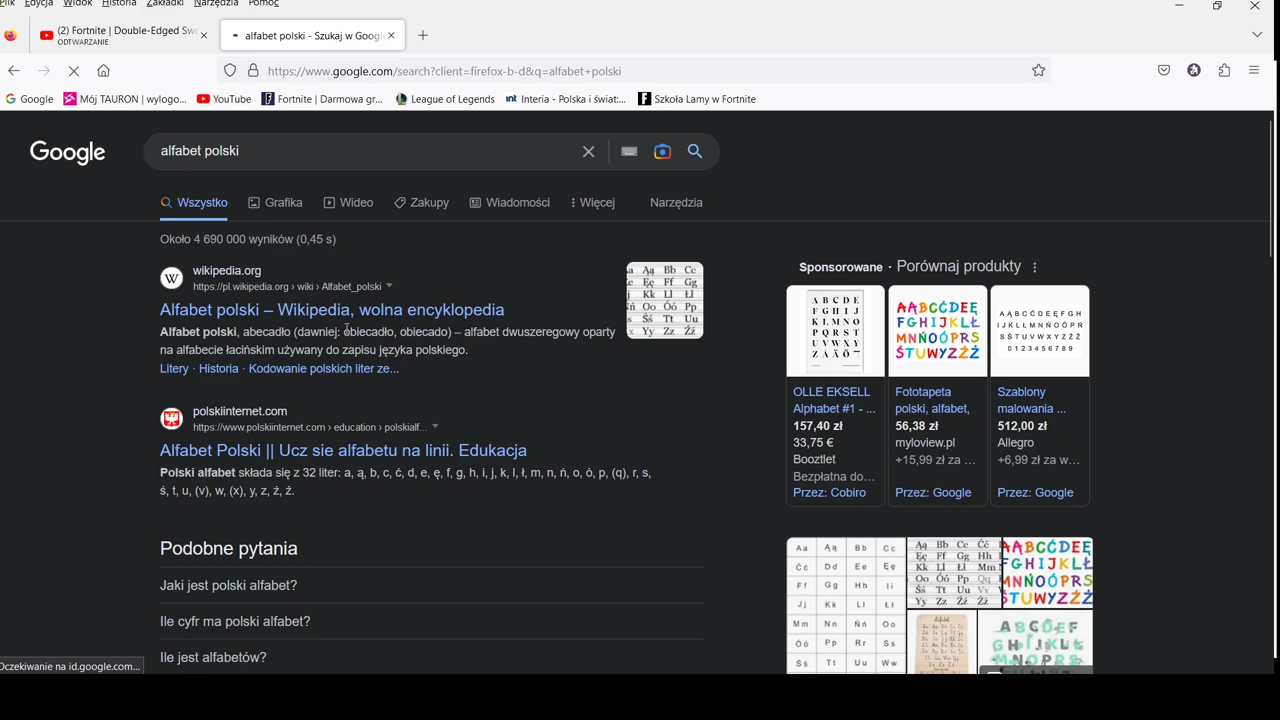 Plik Edycja Widok Historia Zakładki Narzędzia Pomoc
(2) Fortnite | Double-Edged Sw
ODTWARZANIE
alfabet polski - Szukaj w Google
https://www.google.com/search?client=firefox-b-d&q=alfabet+polski
Google Mój TAURON (wylogo... YouTube Fortnite | Darmowa gr... League of Legends Interia - Polska i świat:... Szkoła Lamy w Fortnite
Google
alfabet polski
Wszystko Grafika Wideo Zakupy Wiadomości Więcej Narzędzia
Około 4 690 000 wyników (0,45 s)
wikipedia.org
https://pl.wikipedia.org › wiki › Alfabet_polski
Alfabet polski – Wikipedia, wolna encyklopedia
Alfabet polski, abecadło (dawniej: obiecadło, obiecado) – alfabet dwuszeregowy oparty
na alfabecie łacińskim używany do zapisu języka polskiego.
Litery · Historia · Kodowanie polskich liter ze...
polskiinternet.com
https://www.polskiinternet.com › education › polskialf...
Alfabet Polski || Ucz sie alfabetu na linii. Edukacja
Polski alfabet składa się z 32 liter: a, ą, b, c, ć, d, e, ę, f, g, h, i, j, k, l, ł, m, n, ń, o, ó, p, (q), r, s,
ś, t, u, (v), w, (x), y, z, ź, ż.
Podobne pytania
Jaki jest polski alfabet?
Ile cyfr ma polski alfabet?
Ile jest alfabetów?
Sponsorowane · Porównaj produkty
OLLE EKSELL
Alphabet #1 - ...
157,40 zł
33,75 €
Booztlet
Bezpłatna do...
Przez: Cobiro
Fototapeta
polski, alfabet,
56,38 zł
myloview.pl
+15,99 zł za ...
Przez: Google
Szablony
malowania ...
512,00 zł
Allegro
+6,99 zł za w...
Przez: Google
Oczekiwanie na id.google.com...